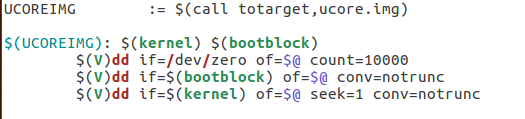 UCOREIMG := $(call totarget,ucore.img)
$(UCOREIMG): $(kernel) $(bootblock)
$(V)dd if=/dev/zero of=$@ count=10000
$(V)dd if=$(bootblock) of=$@ conv=notrunc
$(V)dd if=$(kernel) of=$@ seek=1 conv=notrunc